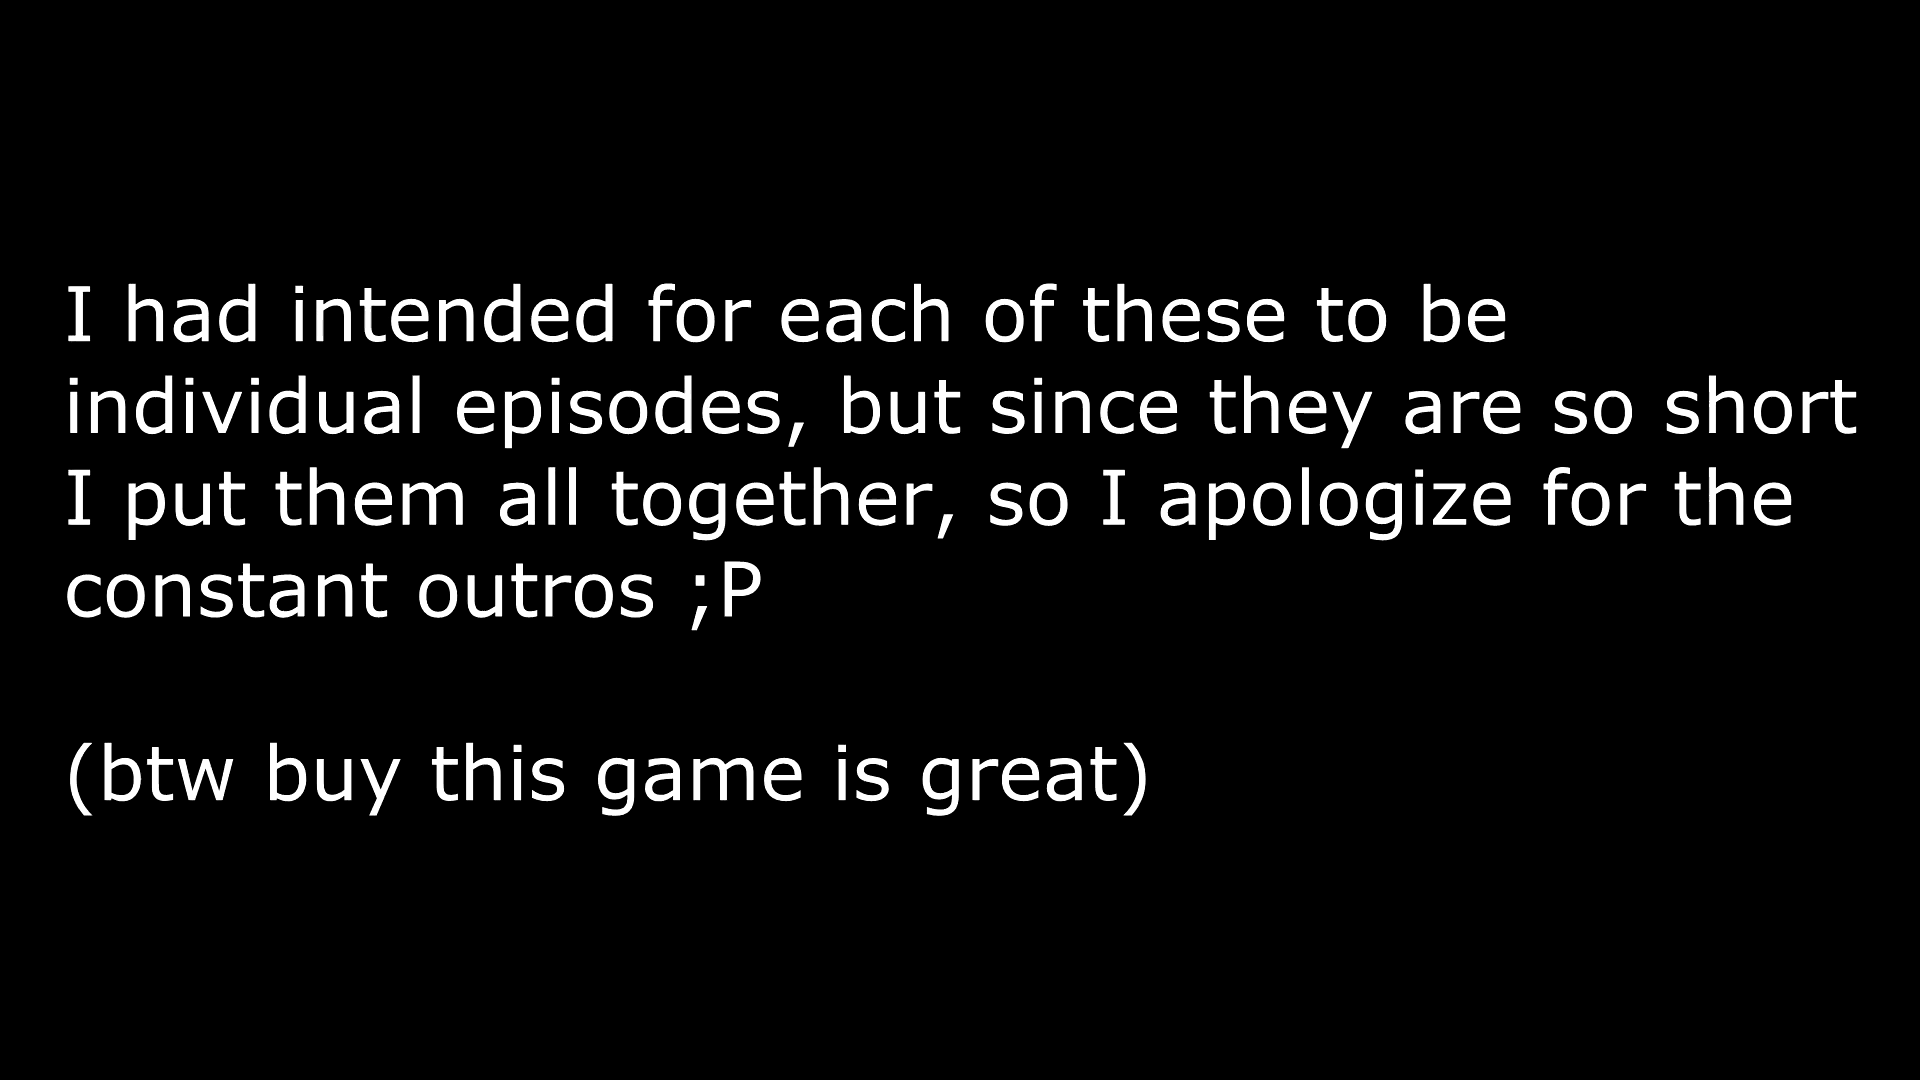 I had intended for each of these to be
individual episodes, but since they are so short
I put them all together, so I apologize for the
constant outros ;P
(btw buy this game is great)